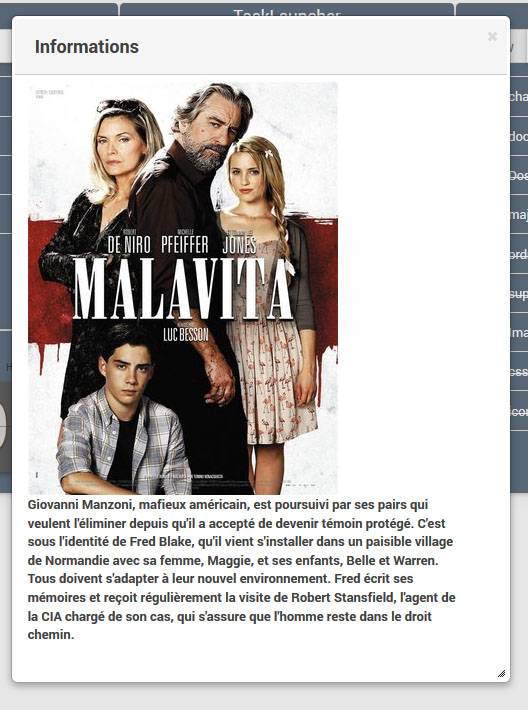 TaskLauncher
Informations
×
ROBERT
DE NIRO
MICHELLE
PFEIFFER
TOMMY LEE
JONES
MALAVITA
LUC BESSON
Giovanni Manzoni, mafieux américain, est poursuivi par ses pairs qui
veulent l'éliminer depuis qu'il a accepté de devenir témoin protégé. C'est
sous l'identité de Fred Blake, qu'il vient s'installer dans un paisible village
de Normandie avec sa femme, Maggie, et ses enfants, Belle et Warren.
Tous doivent s'adapter à leur nouvel environnement. Fred écrit ses
mémoires et reçoit régulièrement la visite de Robert Stansfield, l'agent de
la CIA chargé de son cas, qui s'assure que l'homme reste dans le droit
chemin.